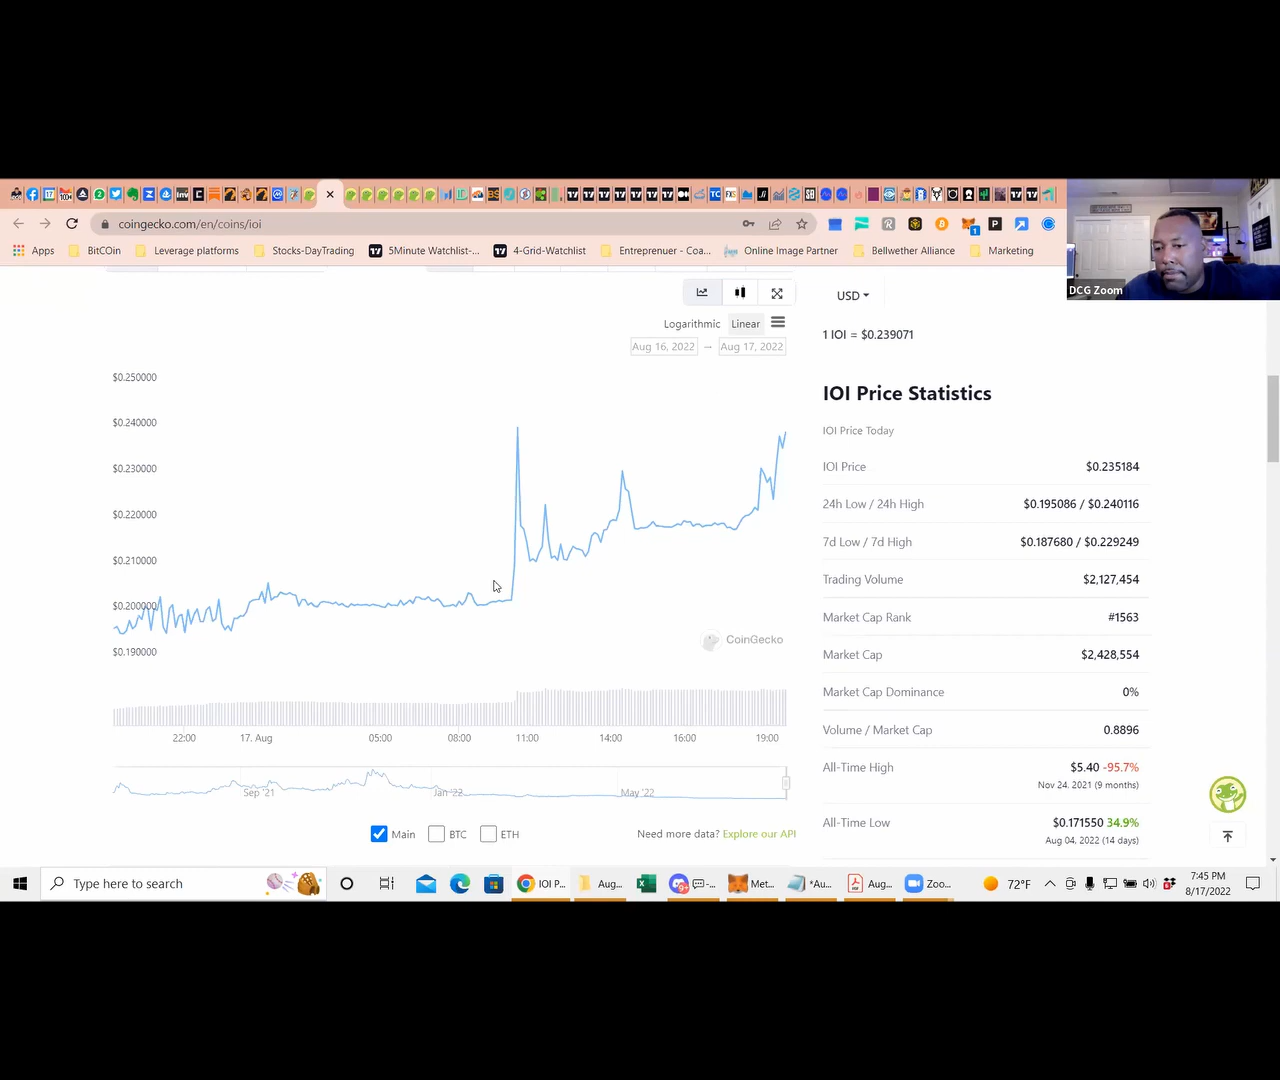 coingecko.com/en/coins/ioi
Apps BitCOin Leverage platforms Stocks-DayTrading 5Minute Watchlist-... 4-Grid-Watchlist Entreprenuer - Coa... Online Image Partner Bellwether Alliance Marketing
DCG Zoom
USD
Logarithmic Linear
1 IOI = $0.239071
Aug 16, 2022 → Aug 17, 2022
$0.250000
$0.240000
$0.230000
$0.220000
$0.210000
$0.200000
$0.190000
CoinGecko
22:00 17. Aug 05:00 08:00 11:00 14:00 16:00 19:00
Sep '21 Jan '22 May '22
Main BTC ETH
Need more data? Explore our API
IOI Price Statistics
IOI Price Today
IOI Price $0.235184
24h Low / 24h High $0.195086 / $0.240116
7d Low / 7d High $0.187680 / $0.229249
Trading Volume $2,127,454
Market Cap Rank #1563
Market Cap $2,428,554
Market Cap Dominance 0%
Volume / Market Cap 0.8896
All-Time High $5.40 -95.7%
Nov 24, 2021 (9 months)
All-Time Low $0.171550 34.9%
Aug 04, 2022 (14 days)
Type here to search
IOI P... Aug... Met... *Au... Aug... Zoo...
72°F
7:45 PM
8/17/2022